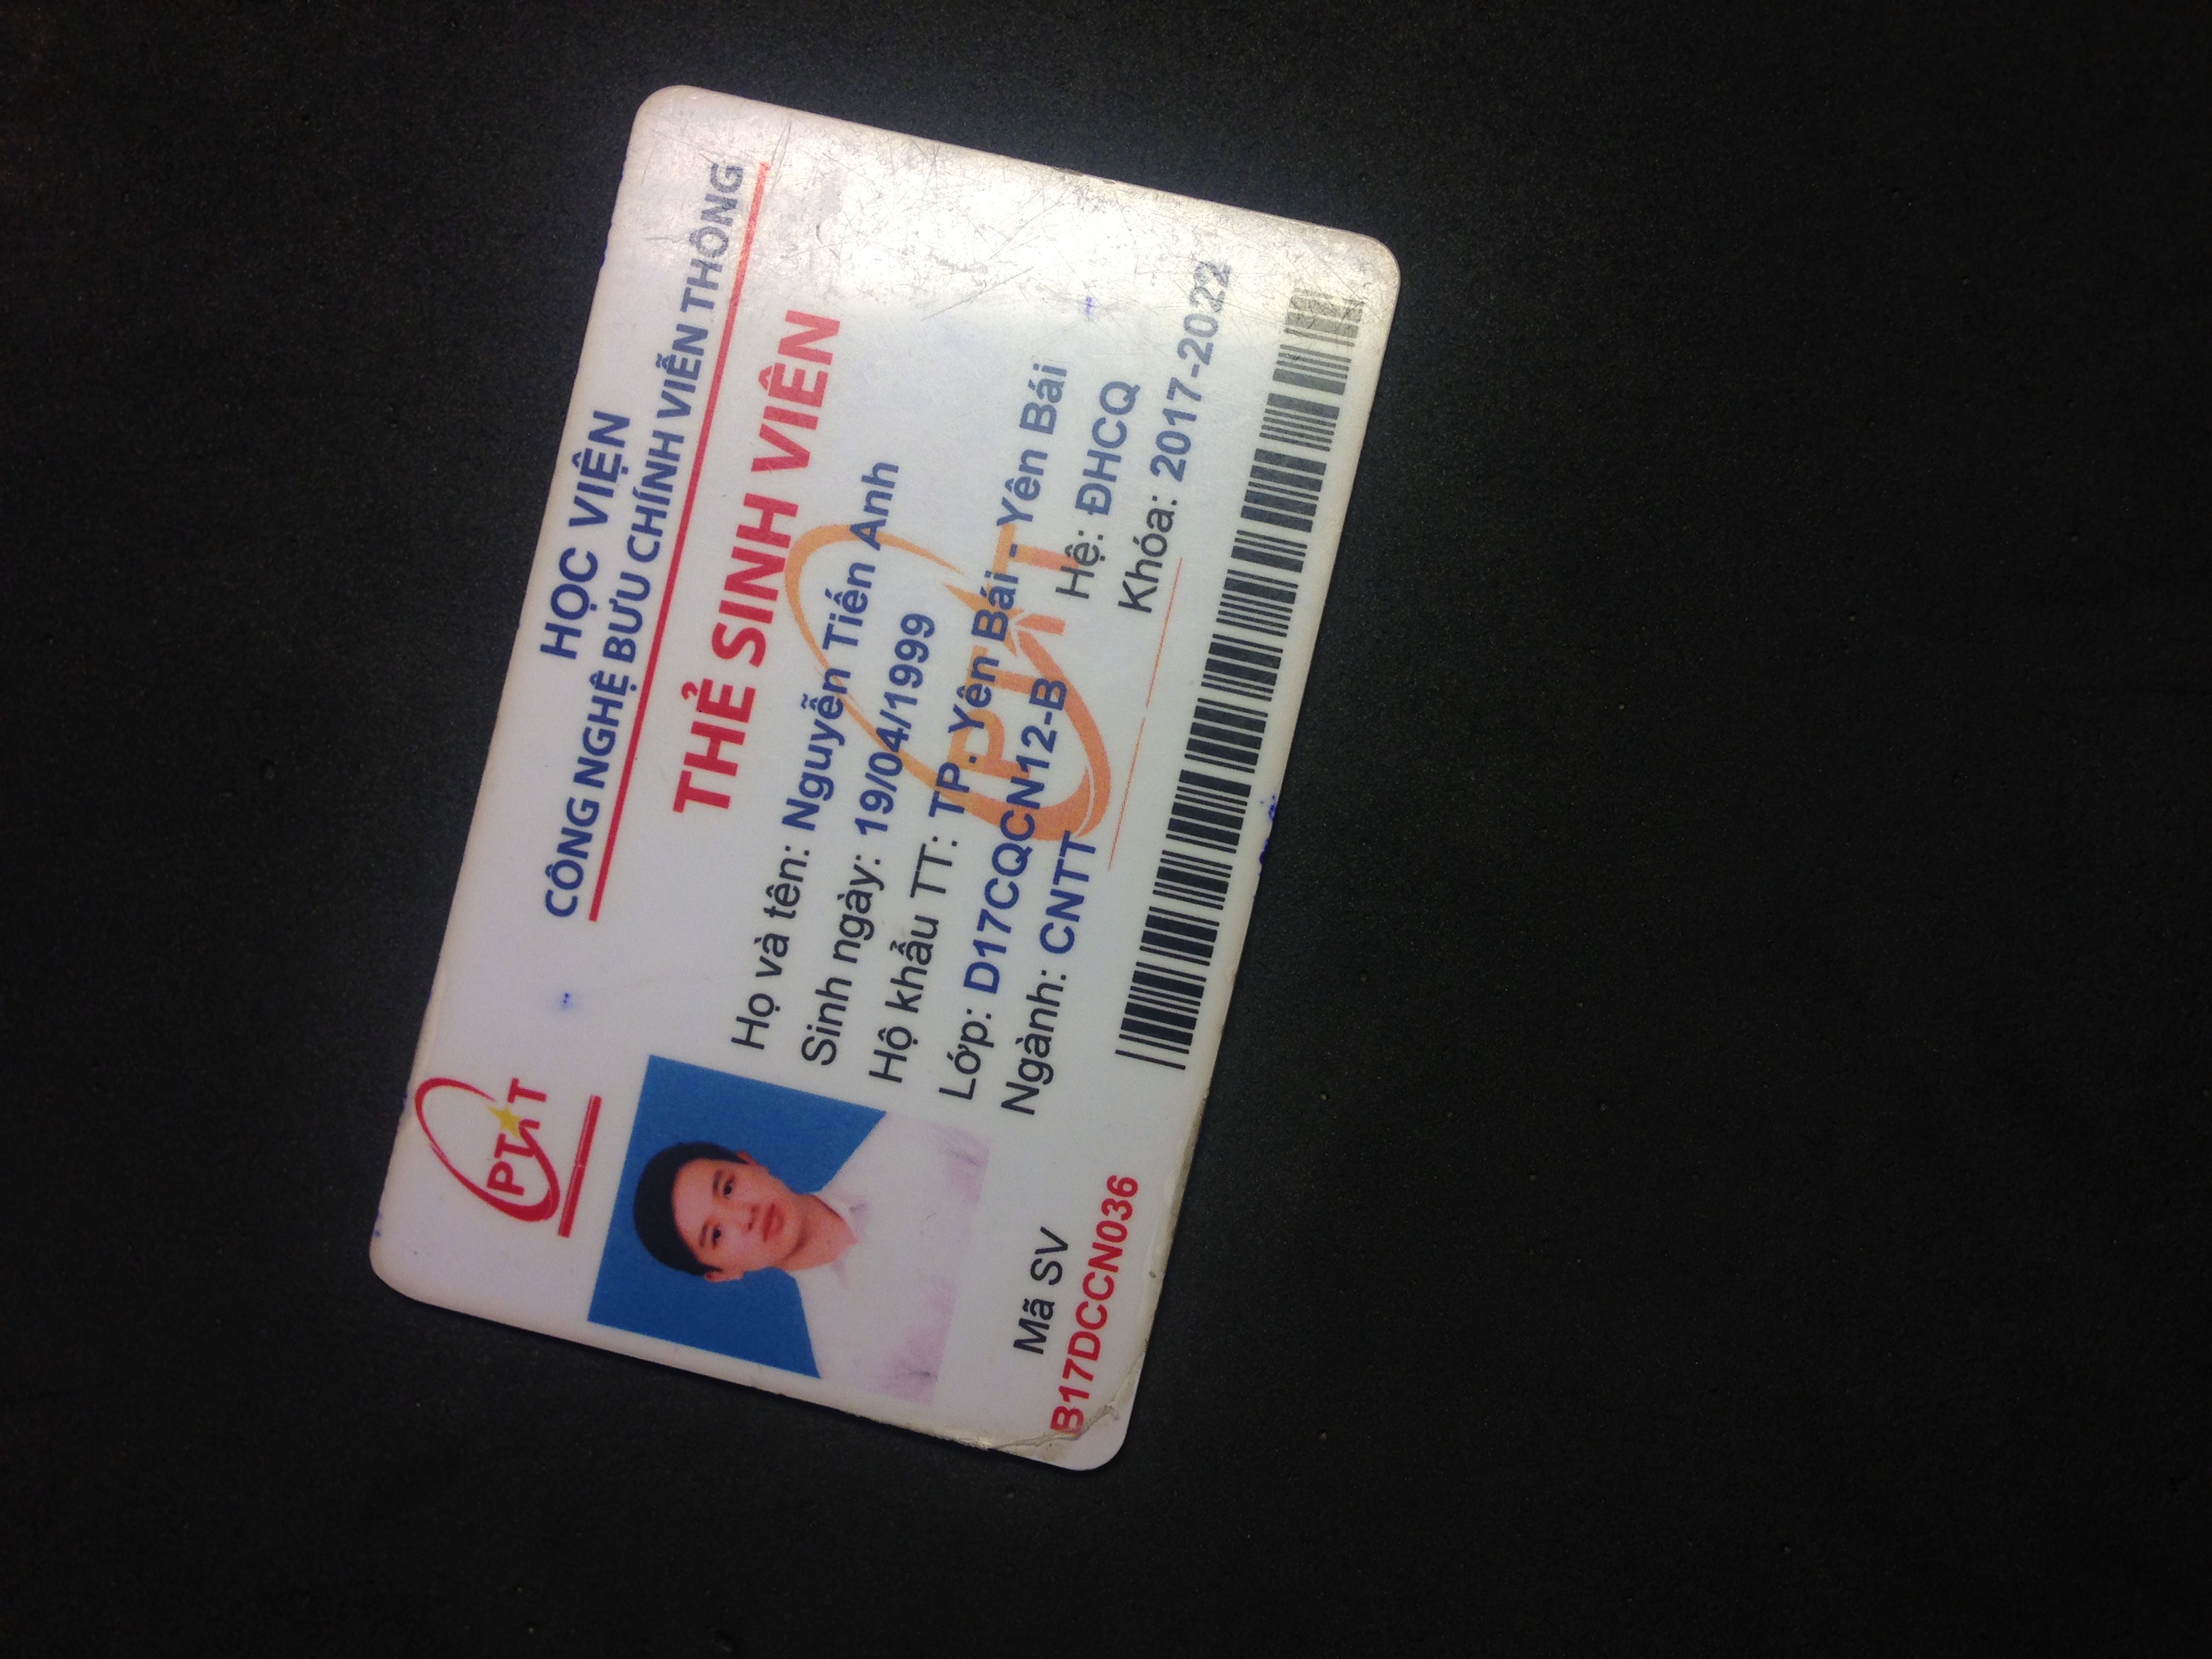 PTIT
HỌC VIỆN
CÔNG NGHỆ BƯU CHÍNH VIỄN THÔNG
THẺ SINH VIÊN
Họ và tên: Nguyễn Tiến Anh
Sinh ngày: 19/04/1999
Hộ khẩu TT: TP. Yên Bái - Yên Bái
Lớp: D17CQCN12-B Hệ: ĐHCQ
Ngành: CNTT Khóa: 2017-2022
Mã SV
B17DCCN036
PTIT